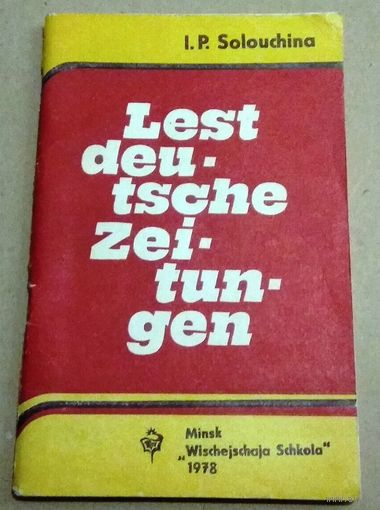 I.P. Solouchina
Lest
deu-
tsche
Zei-
tun-
gen
Minsk
„Wischejschaja Schkola"
1978